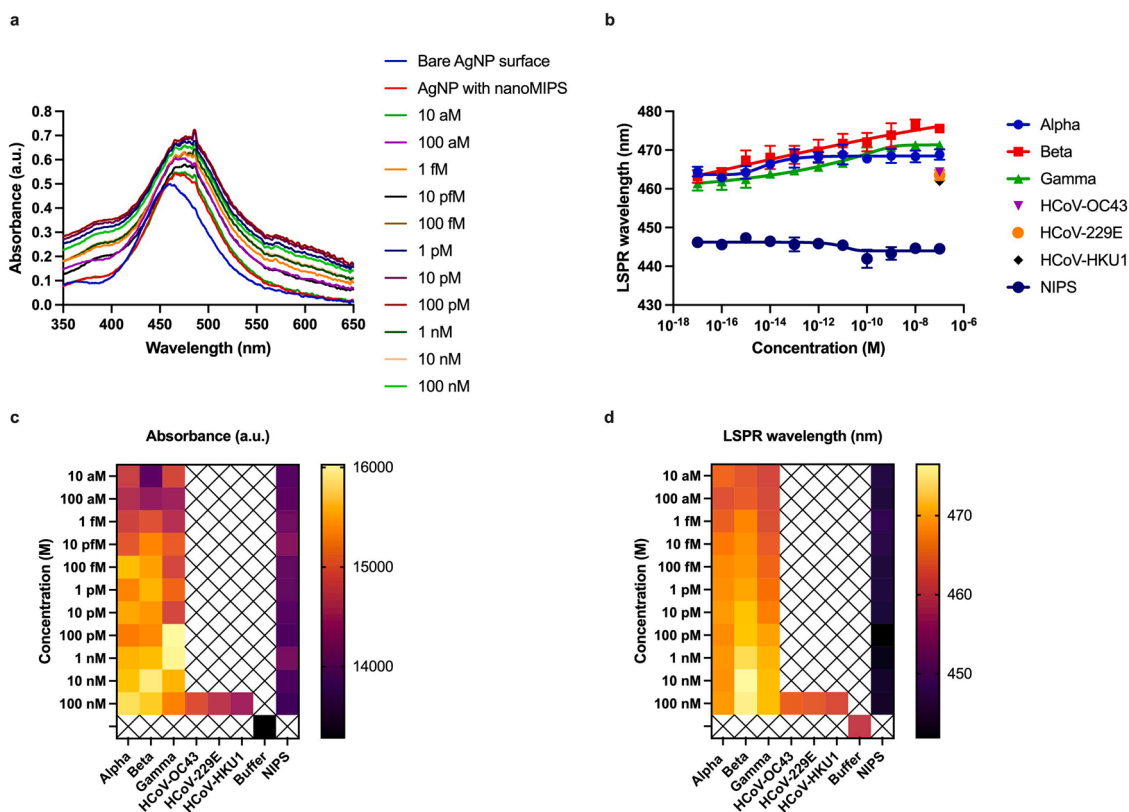 a
Bare AgNP surface
AgNP with nanoMIPS
10 aM
100 aM
1 fM
10 pfM
100 fM
1 pM
10 pM
100 pM
1 nM
10 nM
100 nM
0.8
0.7
0.6
0.5
0.4
0.3
0.2
0.1
0.0
Absorbance (a.u.)
350 400 450 500 550 600 650
Wavelength (nm)
b
480
470
460
450
440
430
LSPR wavelength (nm)
10-18 10-16 10-14 10-12 10-10 10-8 10-6
Concentration (M)
Alpha
Beta
Gamma
HCoV-OC43
HCoV-229E
HCoV-HKU1
NIPS
c
Absorbance (a.u.)
Concentration (M)
10 aM
100 aM
1 fM
10 pfM
100 fM
1 pM
10 pM
100 pM
1 nM
10 nM
100 nM
Alpha
Beta
Gamma
HCoV-OC43
HCoV-229E
HCoV-HKU1
Buffer
NIPS
16000
15000
14000
d
LSPR wavelength (nm)
Concentration (M)
10 aM
100 aM
1 fM
10 fM
100 fM
1 pM
10 pM
100 pM
1 nM
10 nM
100 nM
Alpha
Beta
Gamma
HCoV-OC43
HCoV-229E
HCoV-HKU1
Buffer
NIPS
470
460
450